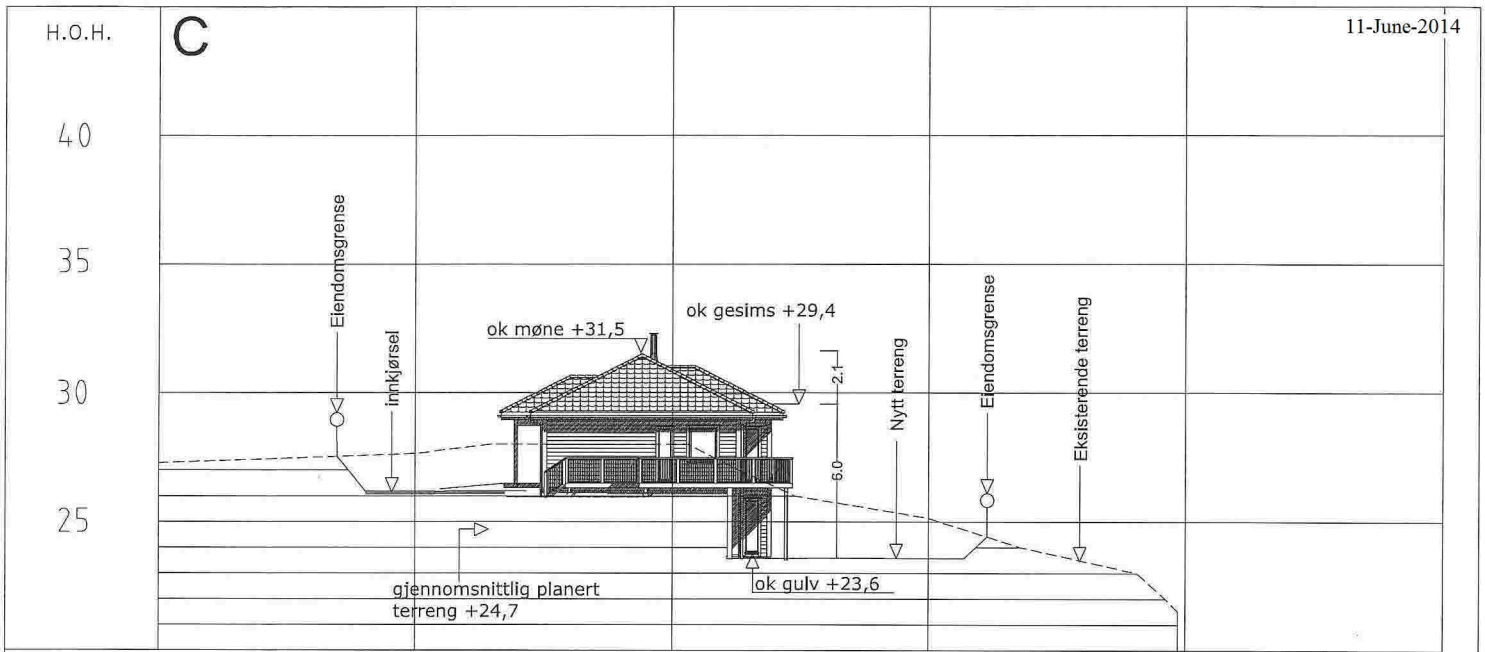 H.O.H.
C
11-June-2014
40
35
30
25
Eiendomsgrense
innkjørsel
ok møne +31,5
ok gesims +29,4
2.1
6.0
Nytt terreng
Eiendomsgrense
Eksisterende terreng
gjennomsnittlig planert
terreng +24,7
ok gulv +23,6